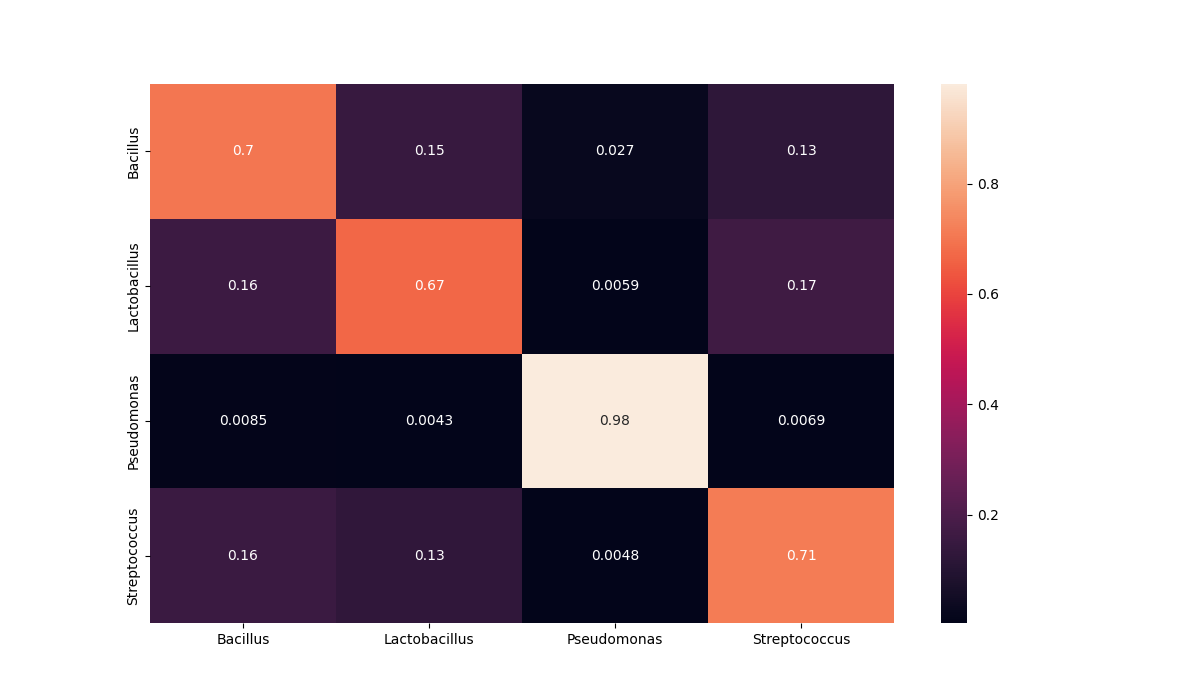 Bacillus
0.7 0.15 0.027 0.13
Lactobacillus
0.16 0.67 0.0059 0.17
Pseudomonas
0.0085 0.0043 0.98 0.0069
Streptococcus
0.16 0.13 0.0048 0.71
Bacillus Lactobacillus Pseudomonas Streptococcus
0.8
0.6
0.4
0.2